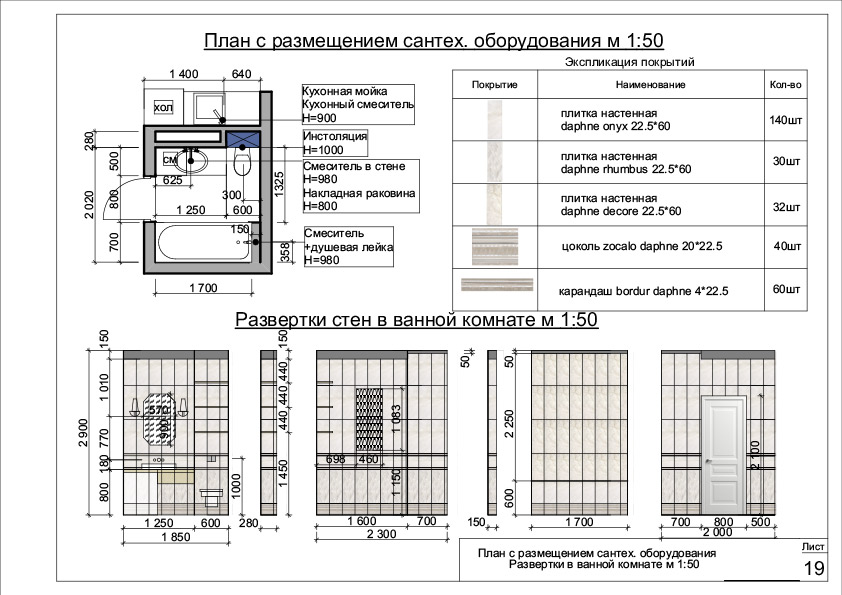 План с размещением сантех. оборудования м 1:50
Экспликация покрытий
Покрытие Наименование Кол-во
плитка настенная
daphne onyx 22.5*60
140шт
плитка настенная
daphne rhumbus 22.5*60
30шт
плитка настенная
daphne decore 22.5*60
32шт
цоколь zocalo daphne 20*22.5
40шт
карандаш bordur daphne 4*22.5
60шт
1 400 640
хол
Кухонная мойка
Кухонный смеситель
H=900
Инстоляция
H=1000
Смеситель в стене
H=980
Накладная раковина
H=800
Смеситель
+душевая лейка
H=980
280
500
800
700
2 020
см
625
300
1 250 600
150
1325
358
1 700
Развертки стен в ванной комнате м 1:50
150
1 010
770
180
800
2 900
570
900
1000
1 250 600
1 850
280
150
440
440
440
1 450
698 460
1 083
1 150
1 600 700
2 300
50
150
50
2 250
600
1 700
2 100
700 800 500
2 000
План с размещением сантех. оборудования
Развертки в ванной комнате м 1:50
Лист
19